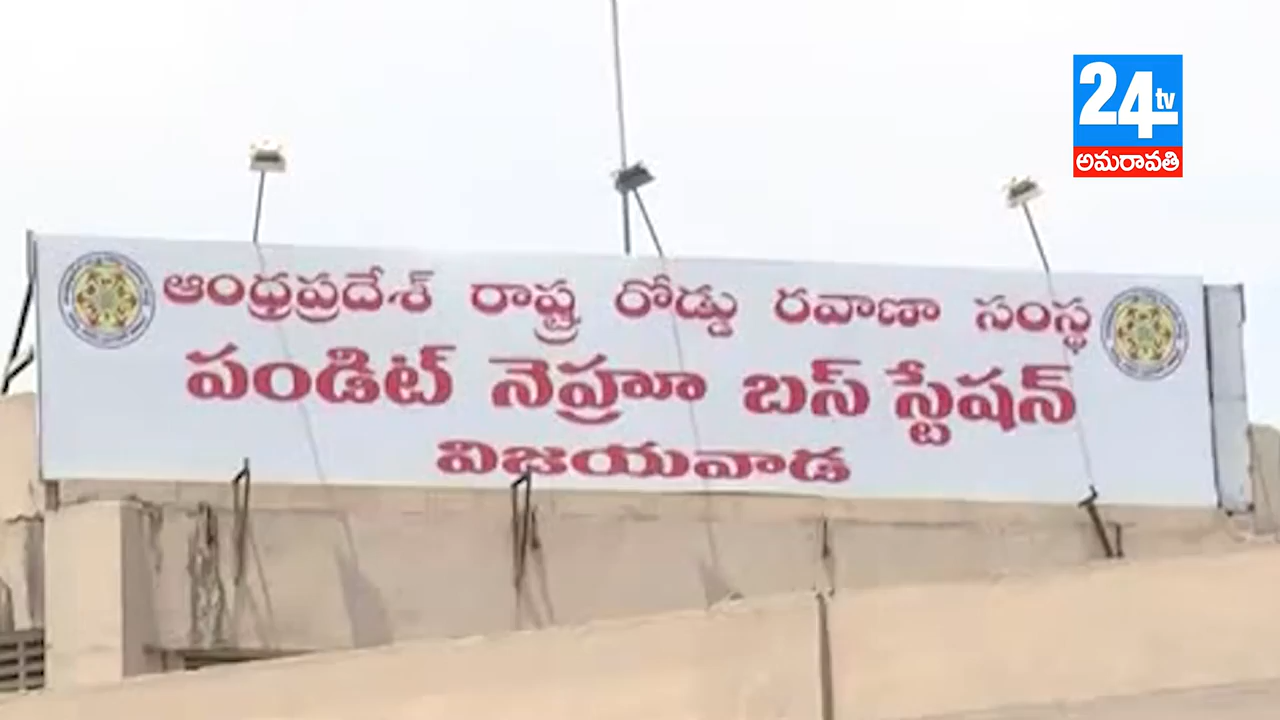 24 tv
అమరావతి
ఆంధ్రప్రదేశ్ రాష్ట్ర రోడ్డు రవాణా సంస్థ
పండిట్ నెహ్రూ బస్ స్టేషన్
విజయవాడ